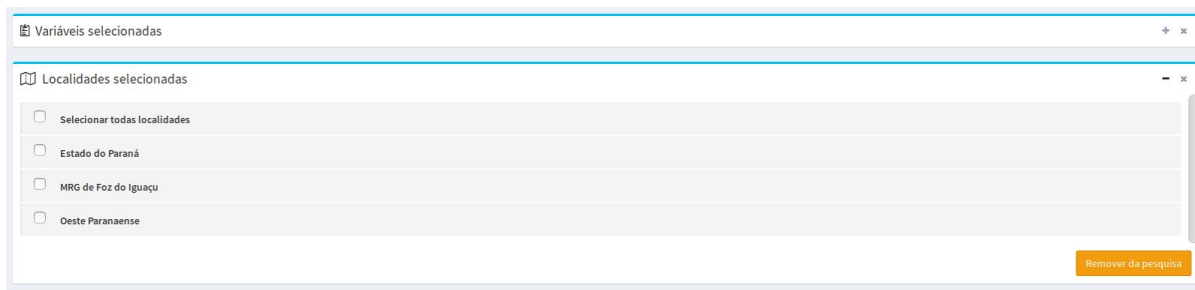 Variáveis selecionadas
Localidades selecionadas
Selecionar todas localidades
Estado do Paraná
MRG de Foz do Iguaçu
Oeste Paranaense
Remover da pesquisa